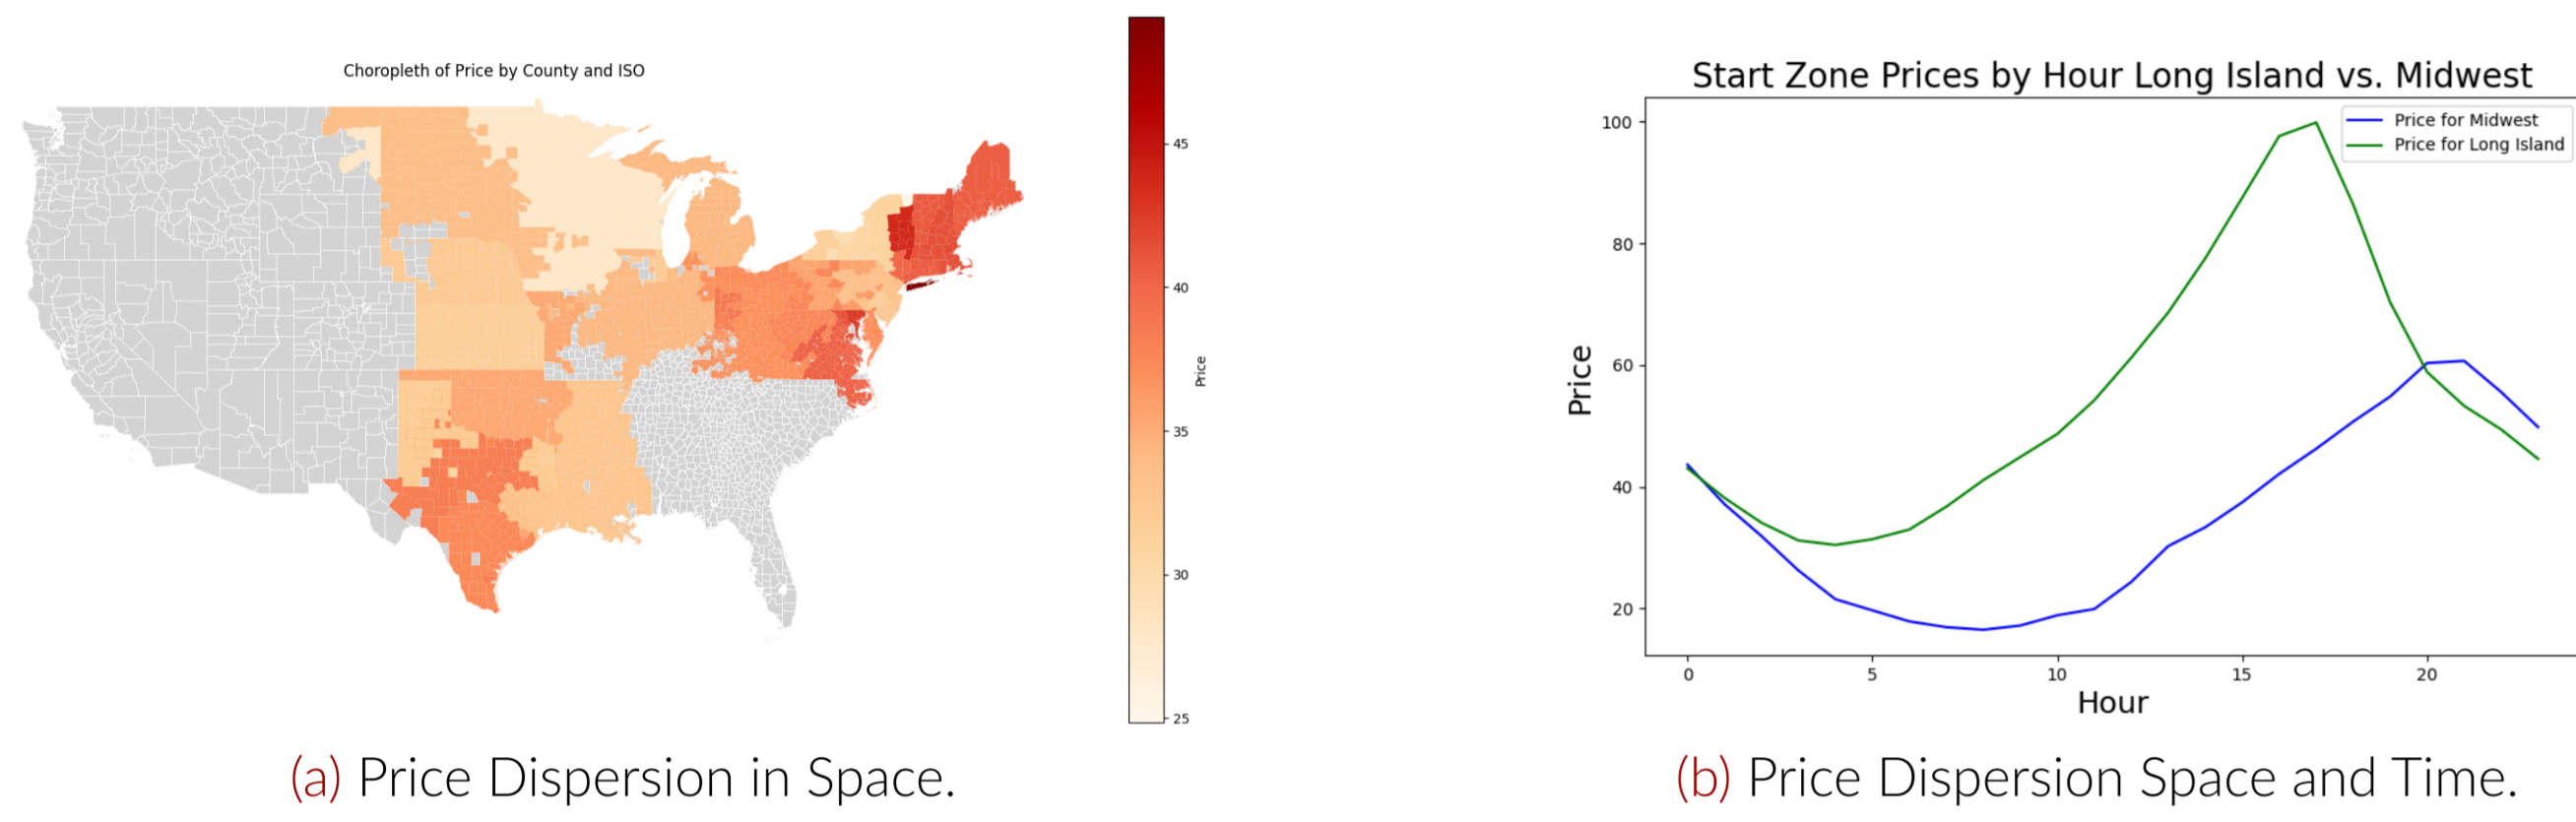 Choropleth of Price by County and ISO
45
40
35
30
25
Price
(a) Price Dispersion in Space.
Start Zone Prices by Hour Long Island vs. Midwest
Price for Midwest
Price for Long Island
100
80
60
40
20
Price
0 5 10 15 20
Hour
(b) Price Dispersion Space and Time.